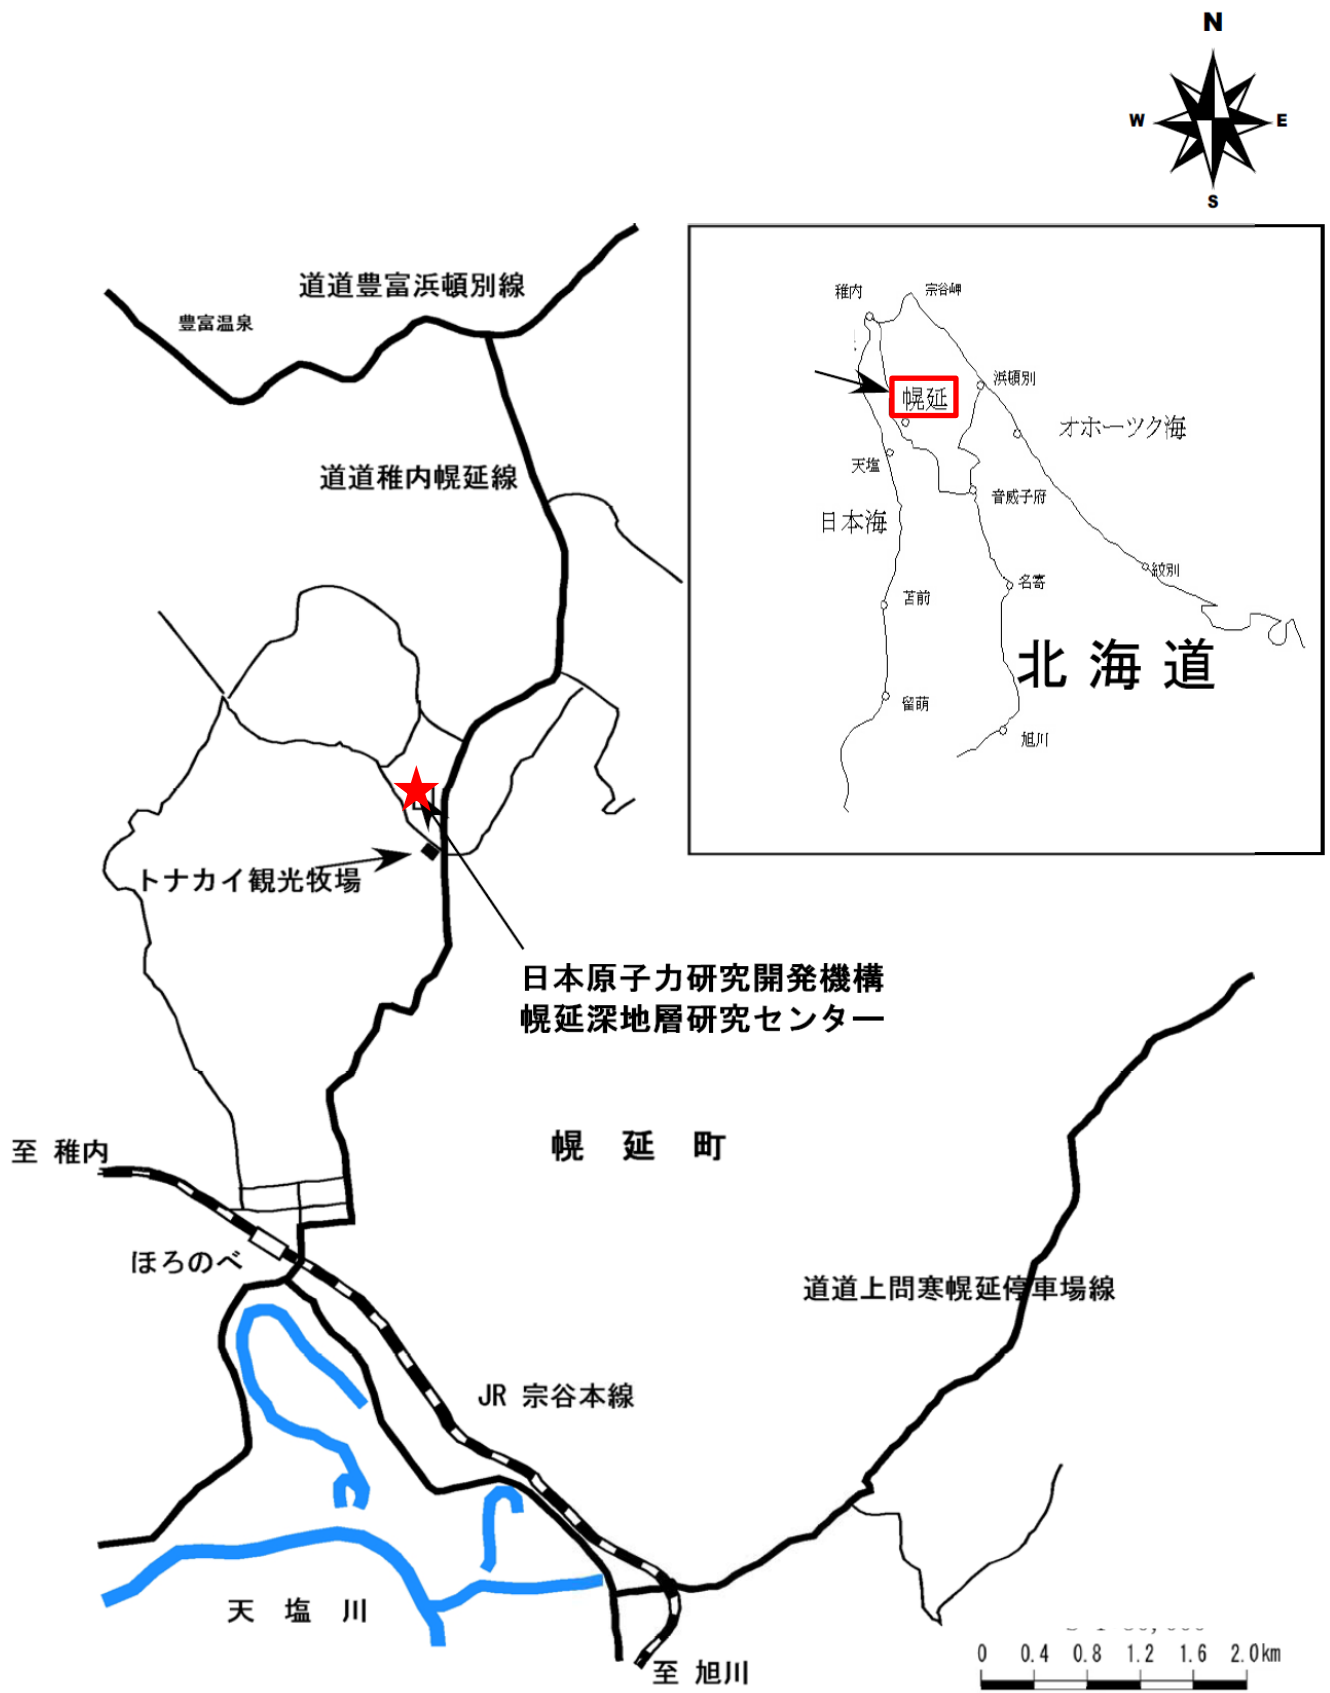 N
W
E
S
道道豊富浜頓別線
豊富温泉
道道稚内幌延線
稚内
宗谷岬
幌延
浜頓別
オホーツク海
天塩
音威子府
日本海
紋別
名寄
苫前
北海道
留萌
旭川
トナカイ観光牧場
日本原子力研究開発機構
幌延深地層研究センター
幌延町
至 稚内
ほろのべ
道道上問寒幌延停車場線
JR 宗谷本線
天塩川
至 旭川
0 0.4 0.8 1.2 1.6 2.0km